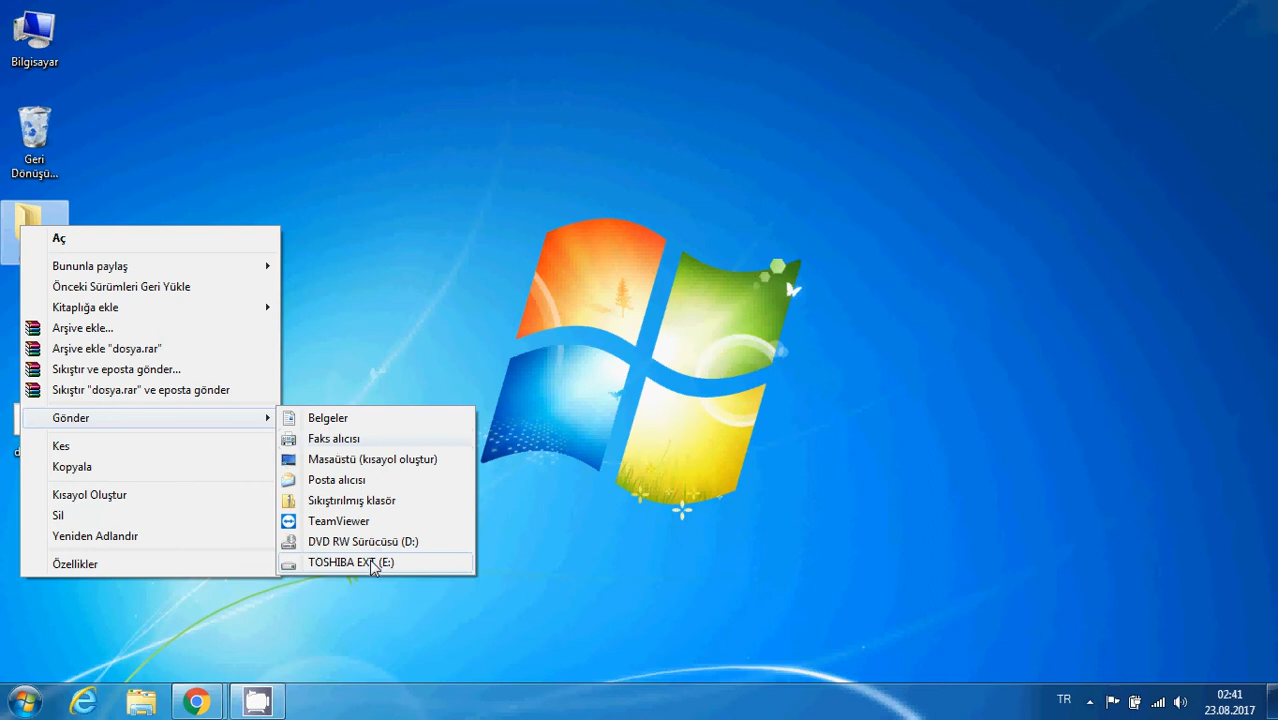 Bilgisayar
Geri
Dönüşü...
Aç
Bununla paylaş
Önceki Sürümleri Geri Yükle
Kitaplığa ekle
Arşive ekle...
Arşive ekle "dosya.rar"
Sıkıştır ve eposta gönder...
Sıkıştır "dosya.rar" ve eposta gönder
Gönder
Kes
Kopyala
Kısayol Oluştur
Sil
Yeniden Adlandır
Özellikler
Belgeler
Faks alıcısı
Masaüstü (kısayol oluştur)
Posta alıcısı
Sıkıştırılmış klasör
TeamViewer
DVD RW Sürücüsü (D:)
TOSHIBA EXT (E:)
TR
02:41
23.08.2017